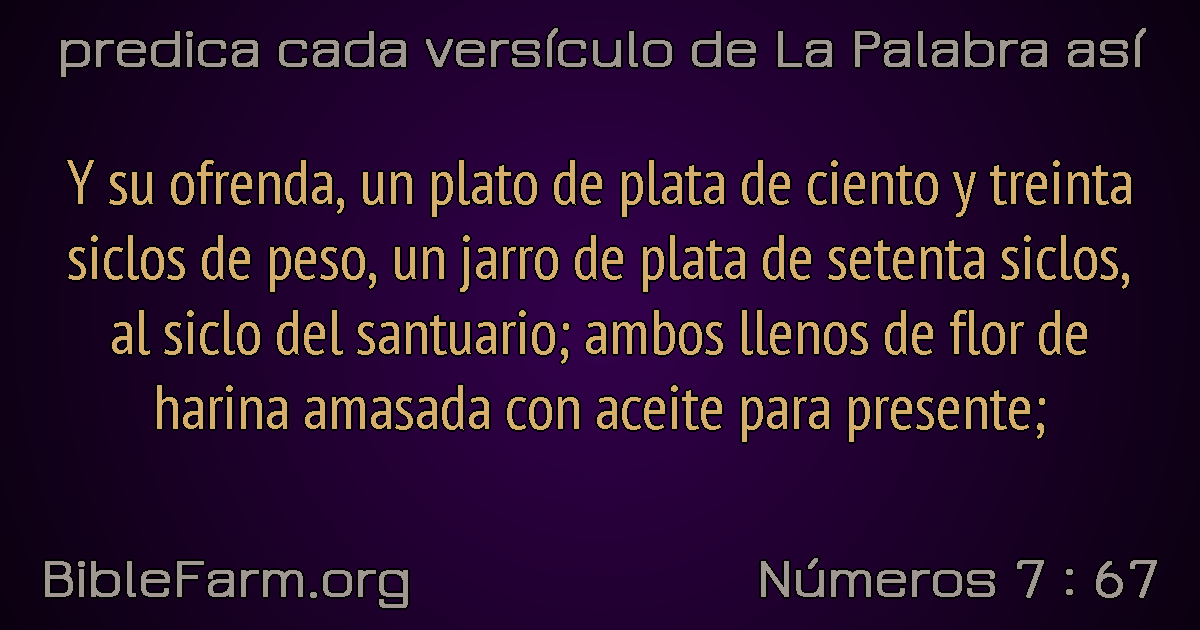 predica cada versículo de La Palabra así
Y su ofrenda, un plato de plata de ciento y treinta
siclos de peso, un jarro de plata de setenta siclos,
al siclo del santuario; ambos llenos de flor de
harina amasada con aceite para presente;
BibleFarm.org
Números 7 : 67